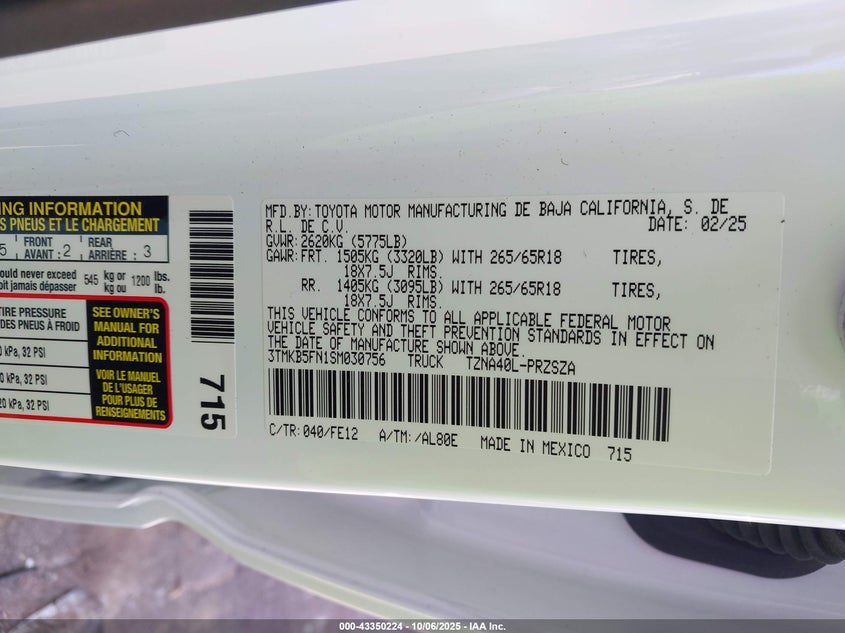 ING INFORMATION
S PNEUS ET LE CHARGEMENT
5 FRONT AVANT : 2 REAR ARRIÈRE : 3
ould never exceed 545 kg or 1200 lbs.
oit jamais dépasser kg ou lb.
TIRE PRESSURE
DES PNEUS À FROID
0 kPa, 32 PSI
0 kPa, 32 PSI
20 kPa, 32 PSI
SEE OWNER'S
MANUAL FOR
ADDITIONAL
INFORMATION
VOIR LE MANUEL
DE L'USAGER
POUR PLUS DE
RENSEIGNEMENTS
715
MFD.BY:TOYOTA MOTOR MANUFACTURING DE BAJA CALIFORNIA, S. DE
R.L. DE C.V. DATE: 02/25
GVWR:2620KG (5775LB)
GAWR:FRT. 1505KG (3320LB) WITH 265/65R18 TIRES,
18X7.5J RIMS.
RR. 1405KG (3095LB) WITH 265/65R18 TIRES,
18X7.5J RIMS.
THIS VEHICLE CONFORMS TO ALL APPLICABLE FEDERAL MOTOR
VEHICLE SAFETY AND THEFT PREVENTION STANDARDS IN EFFECT ON
THE DATE OF MANUFACTURE SHOWN ABOVE.
3TMKB5FN1SM030756 TRUCK TZNA40L-PRZSZA
C/TR:040/FE12 A/TM:/AL80E MADE IN MEXICO 715
000-43350224 - 10/06/2025 - IAA Inc.